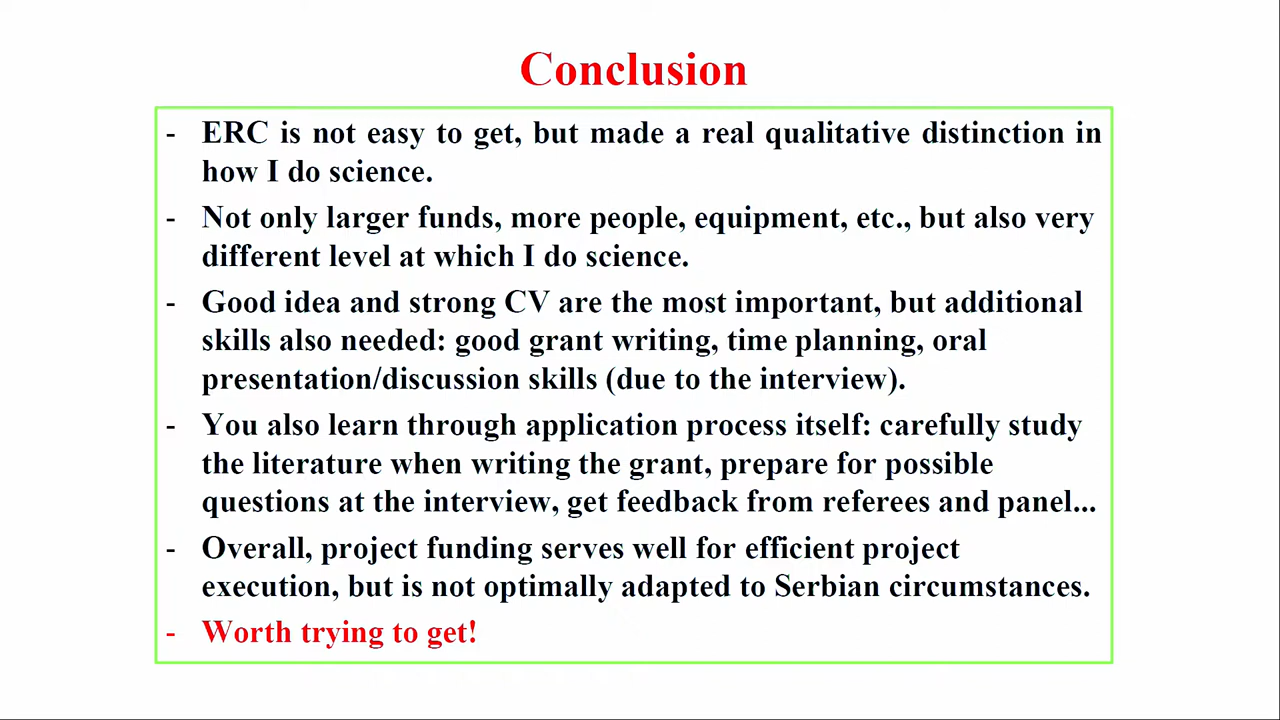 Conclusion
- ERC is not easy to get, but made a real qualitative distinction in
how I do science.
- Not only larger funds, more people, equipment, etc., but also very
different level at which I do science.
- Good idea and strong CV are the most important, but additional
skills also needed: good grant writing, time planning, oral
presentation/discussion skills (due to the interview).
- You also learn through application process itself: carefully study
the literature when writing the grant, prepare for possible
questions at the interview, get feedback from referees and panel...
- Overall, project funding serves well for efficient project
execution, but is not optimally adapted to Serbian circumstances.
- Worth trying to get!